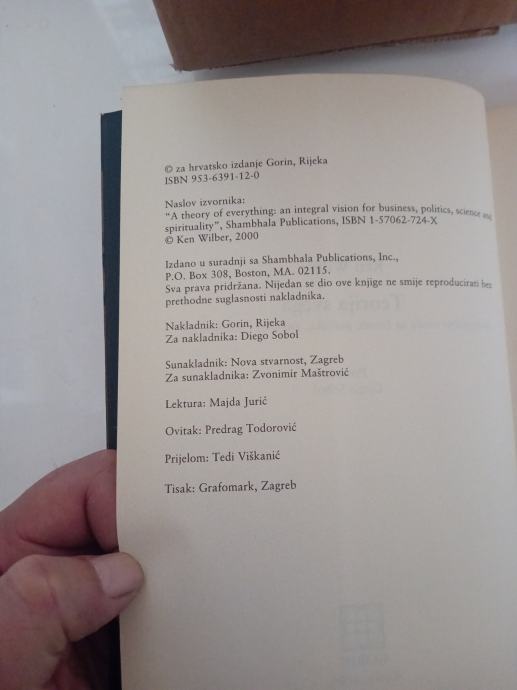 © za hrvatsko izdanje Gorin, Rijeka
ISBN 953-6391-12-0
Naslov izvornika:
"A theory of everything: an integral vision for business, politics, science and
spirituality", Shambhala Publications, ISBN 1-57062-724-X
© Ken Wilber, 2000
Izdano u suradnji sa Shambhala Publications, Inc.,
P.O. Box 308, Boston, MA. 02115.
Sva prava pridržana. Nijedan se dio ove knjige ne smije reproducirati bez
prethodne suglasnosti nakladnika.
Nakladnik: Gorin, Rijeka
Za nakladnika: Diego Sobol
Sunakladnik: Nova stvarnost, Zagreb
Za sunakladnika: Zvonimir Maštrović
Lektura: Majda Jurić
Ovitak: Predrag Todorović
Prijelom: Tedi Viškanić
Tisak: Grafomark, Zagreb